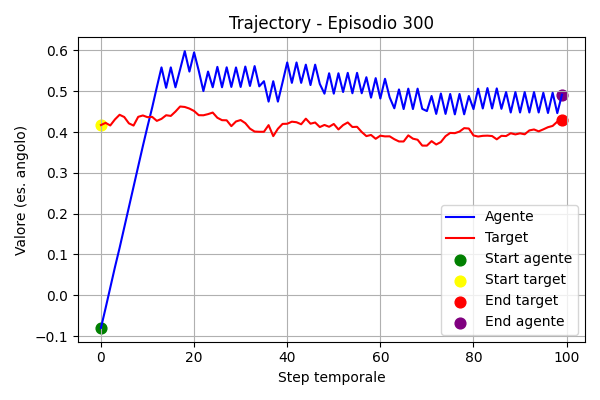 Trajectory - Episodio 300
Valore (es. angolo)
0.6
0.5
0.4
0.3
0.2
0.1
0.0
−0.1
Agente
Target
Start agente
Start target
End target
End agente
0 20 40 60 80 100
Step temporale